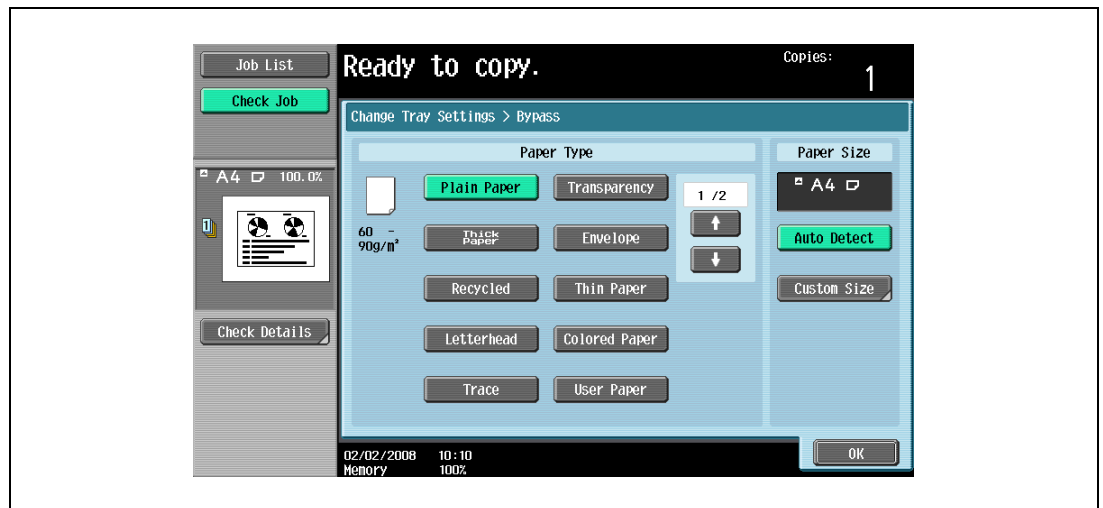 Job List
Check Job
Ready to copy.
Copies:
1
Change Tray Settings > Bypass
Paper Type
Paper Size
A4 100.0%
1
Plain Paper
Transparency
1 /2
A4
60 -
90g/m²
Thick
Paper
Envelope
Auto Detect
Recycled
Thin Paper
Custom Size
Check Details
Letterhead
Colored Paper
Trace
User Paper
02/02/2008 10:10
Memory 100%
OK